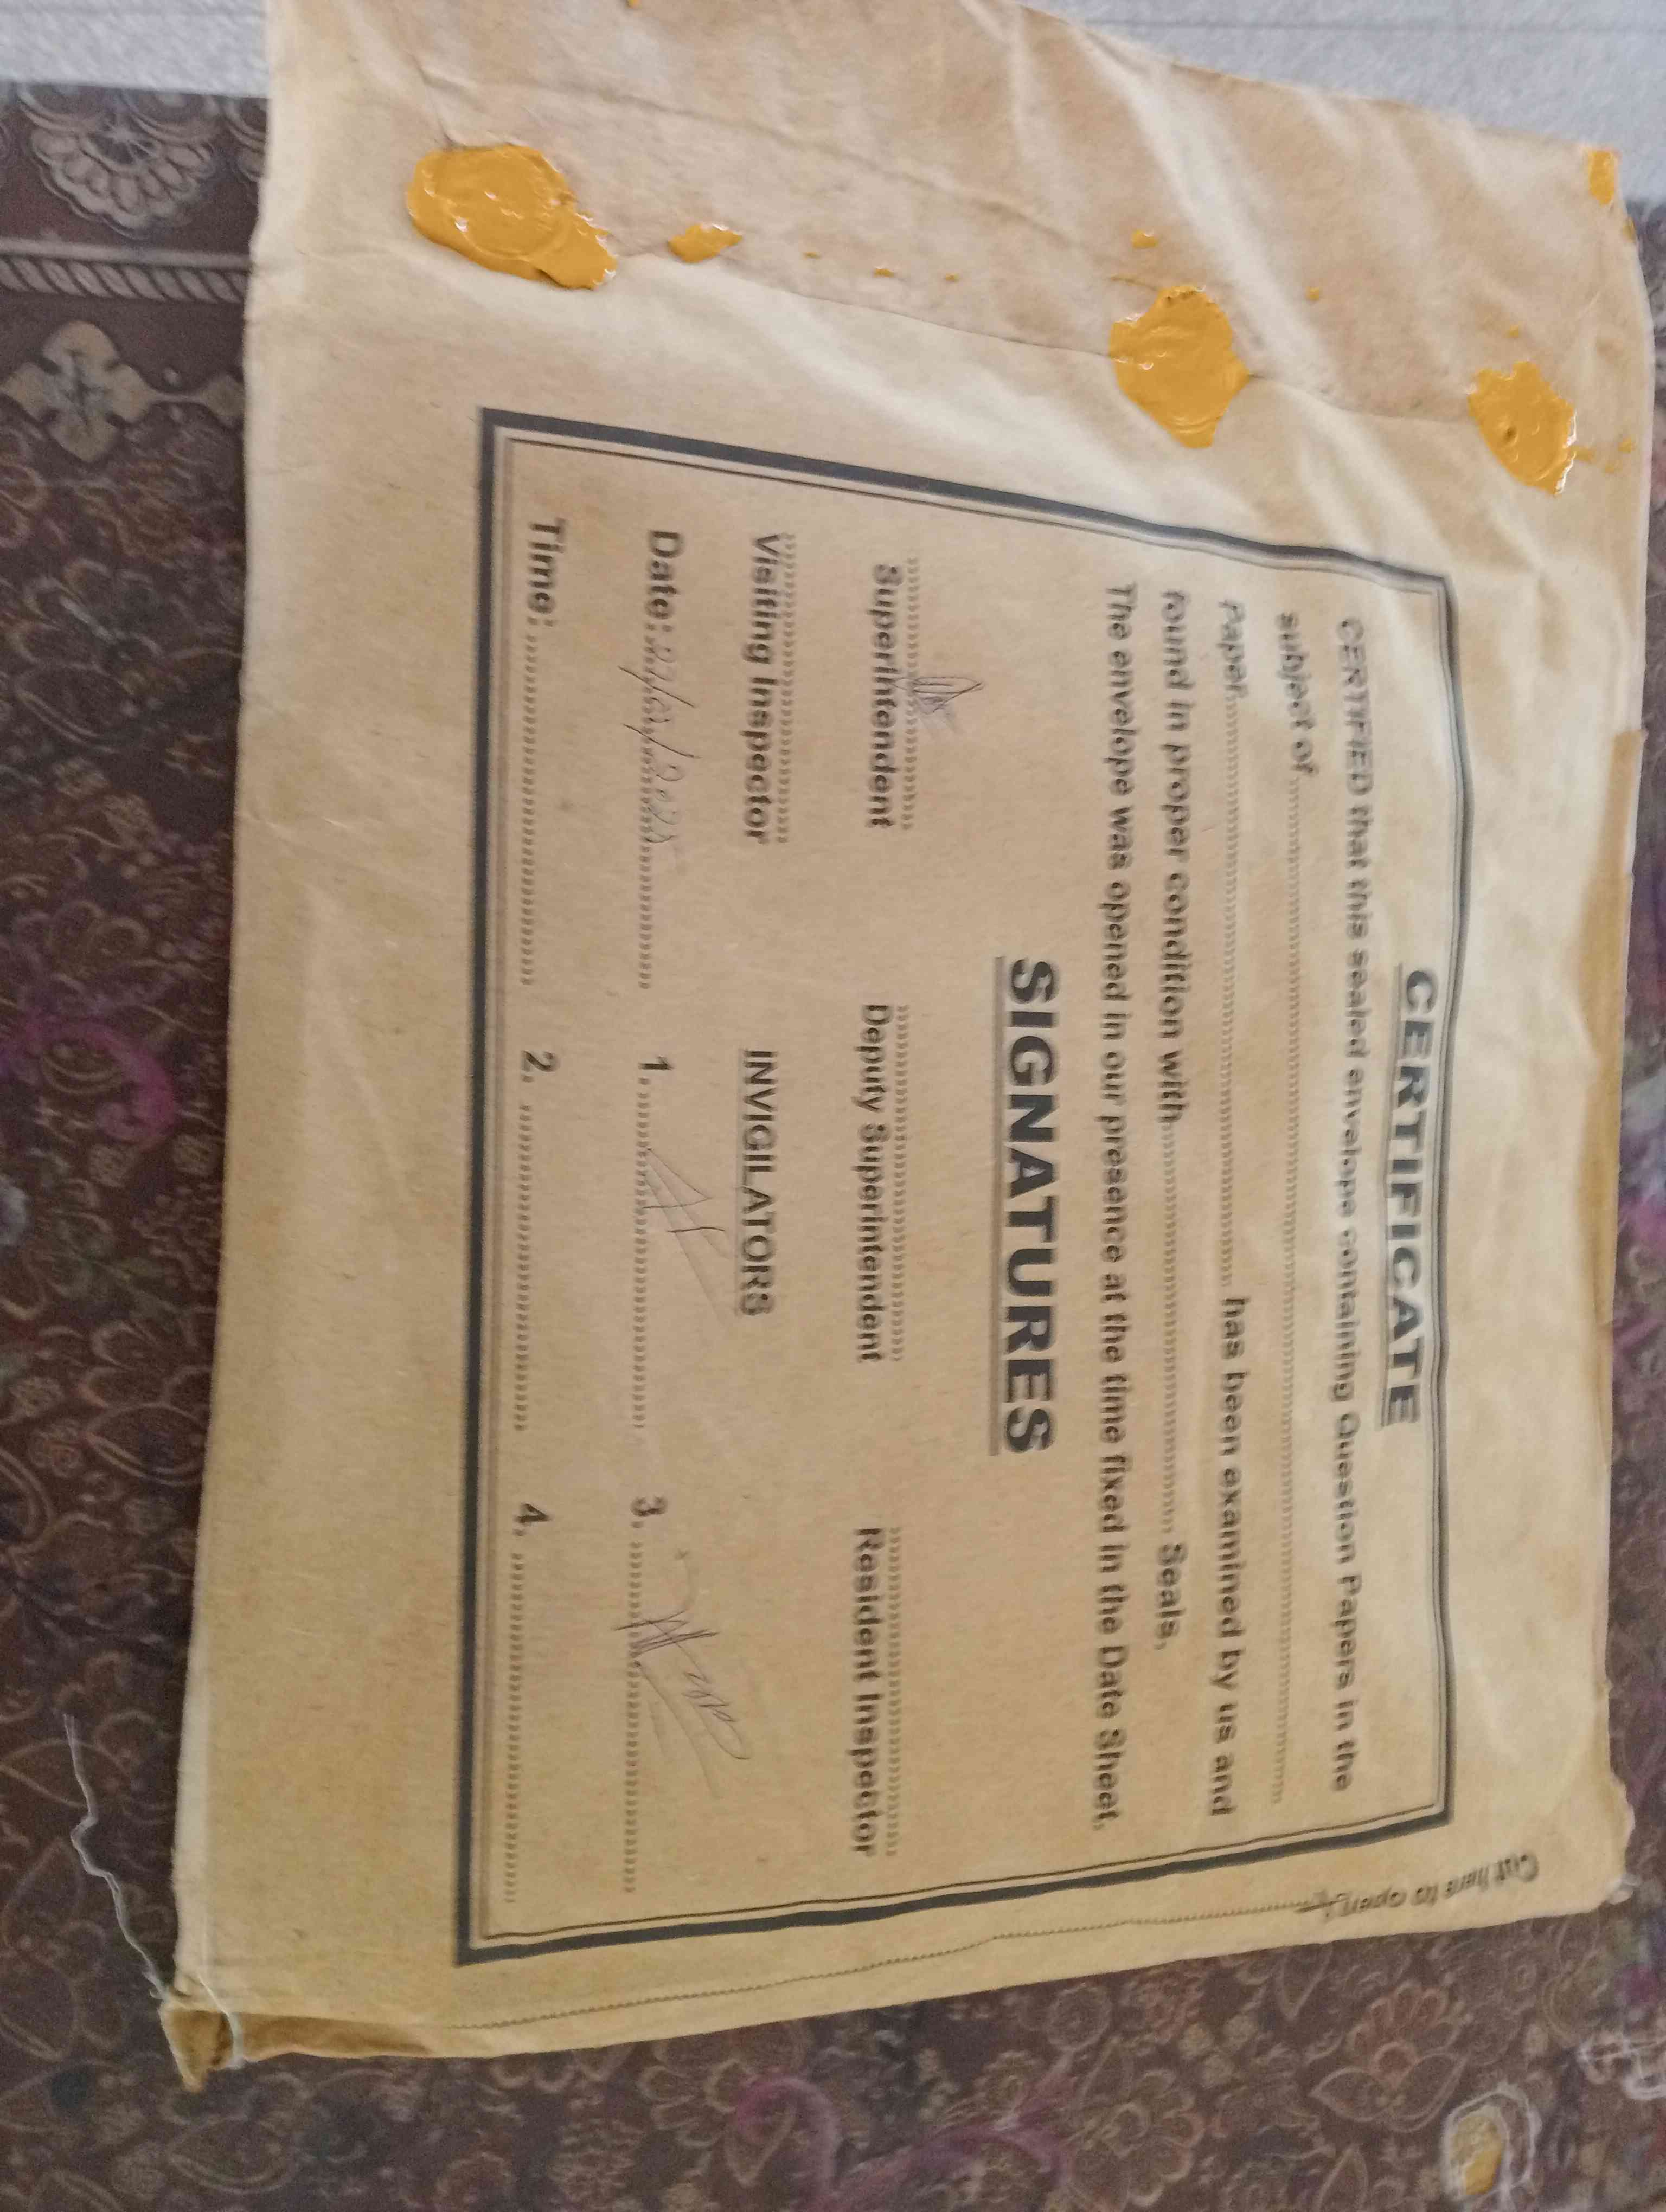 CERTIFICATE
CERTIFIED that this sealed envelope containing Question Papers in the
subject of
Paper has been examined by us and
found in proper condition with Seals.
The envelope was opened in our presence at the time fixed in the Date Sheet.
SIGNATURES
Superintendent Deputy Superintendent Resident Inspector
Visiting Inspector INVIGILATORS
Date: 1. 3.
Time: 2. 4.
Cut here to open